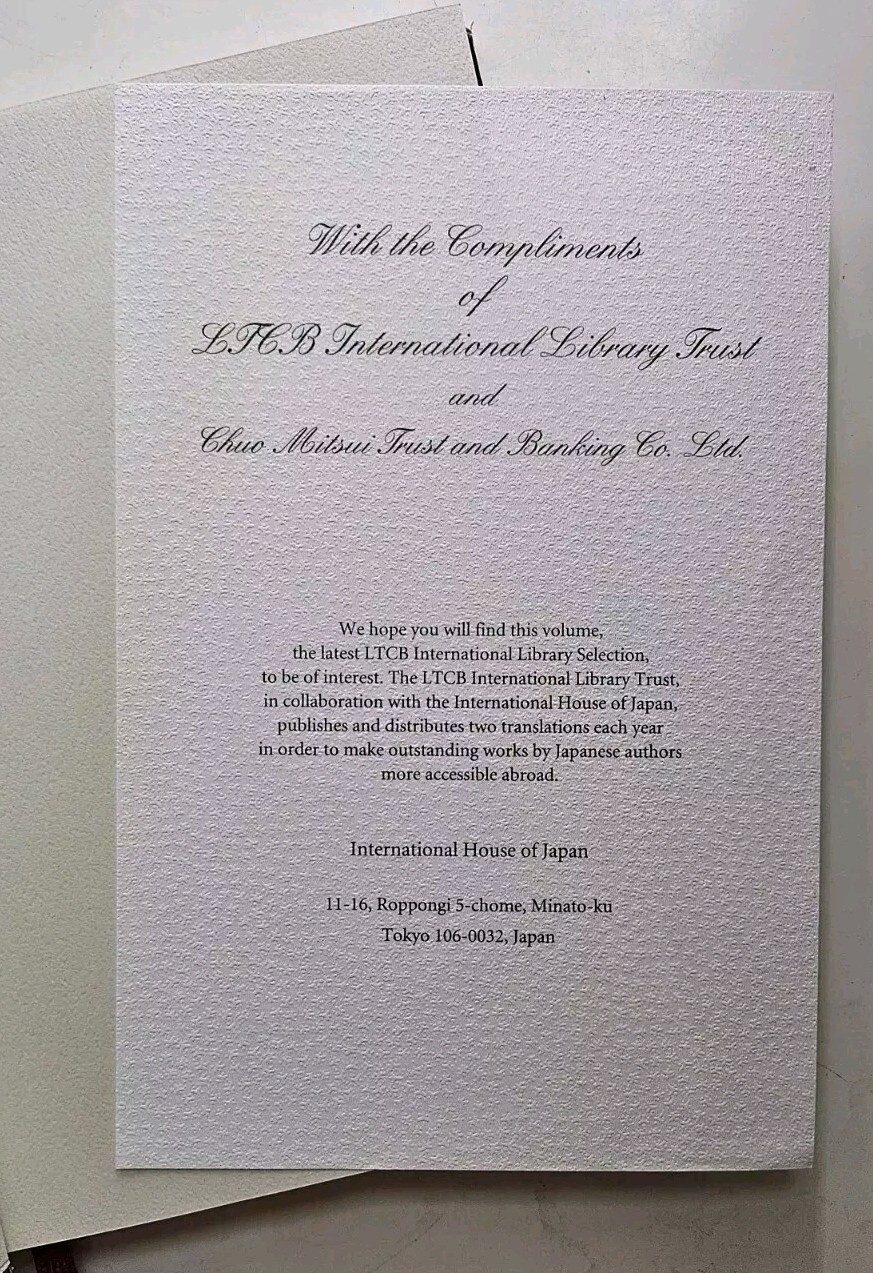 With the Compliments
of
LTCB International Library Trust
and
Chuo Mitsui Trust and Banking Co. Ltd.
We hope you will find this volume,
the latest LTCB International Library Selection,
to be of interest. The LTCB International Library Trust,
in collaboration with the International House of Japan,
publishes and distributes two translations each year
in order to make outstanding works by Japanese authors
more accessible abroad.
International House of Japan
11-16, Roppongi 5-chome, Minato-ku
Tokyo 106-0032, Japan